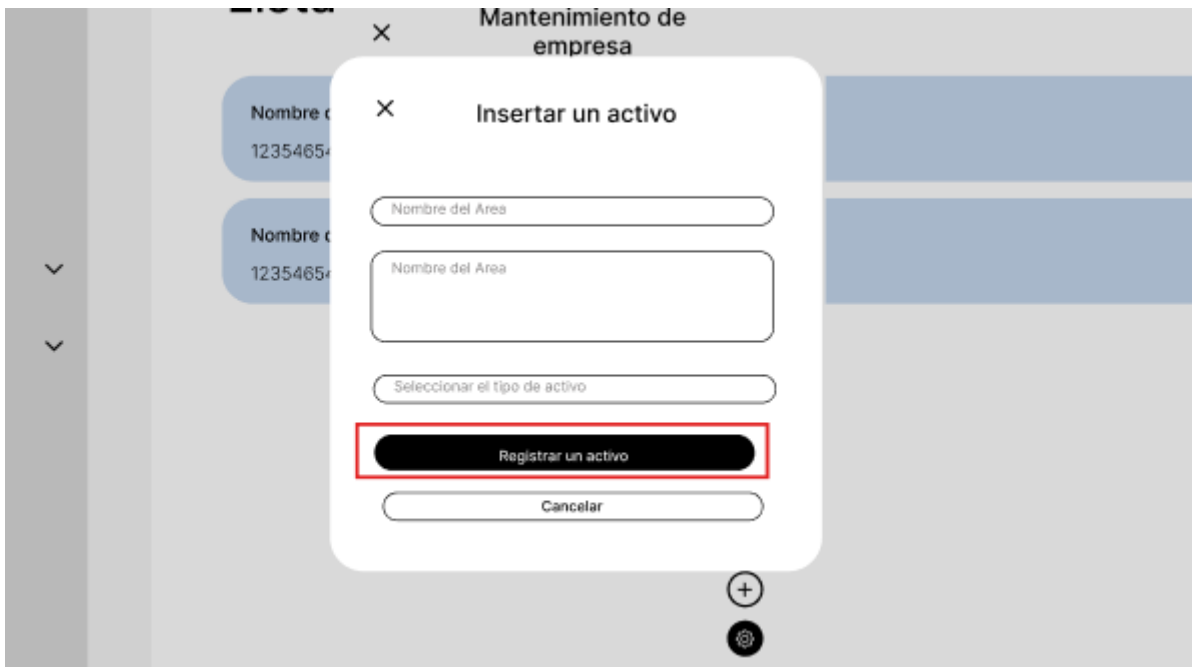 Lista
Mantenimiento de
empresa
Insertar un activo
Nombre
12354654
Nombre del Area
Nombre
12354654
Nombre del Area
Seleccionar el tipo de activo
Registrar un activo
Cancelar